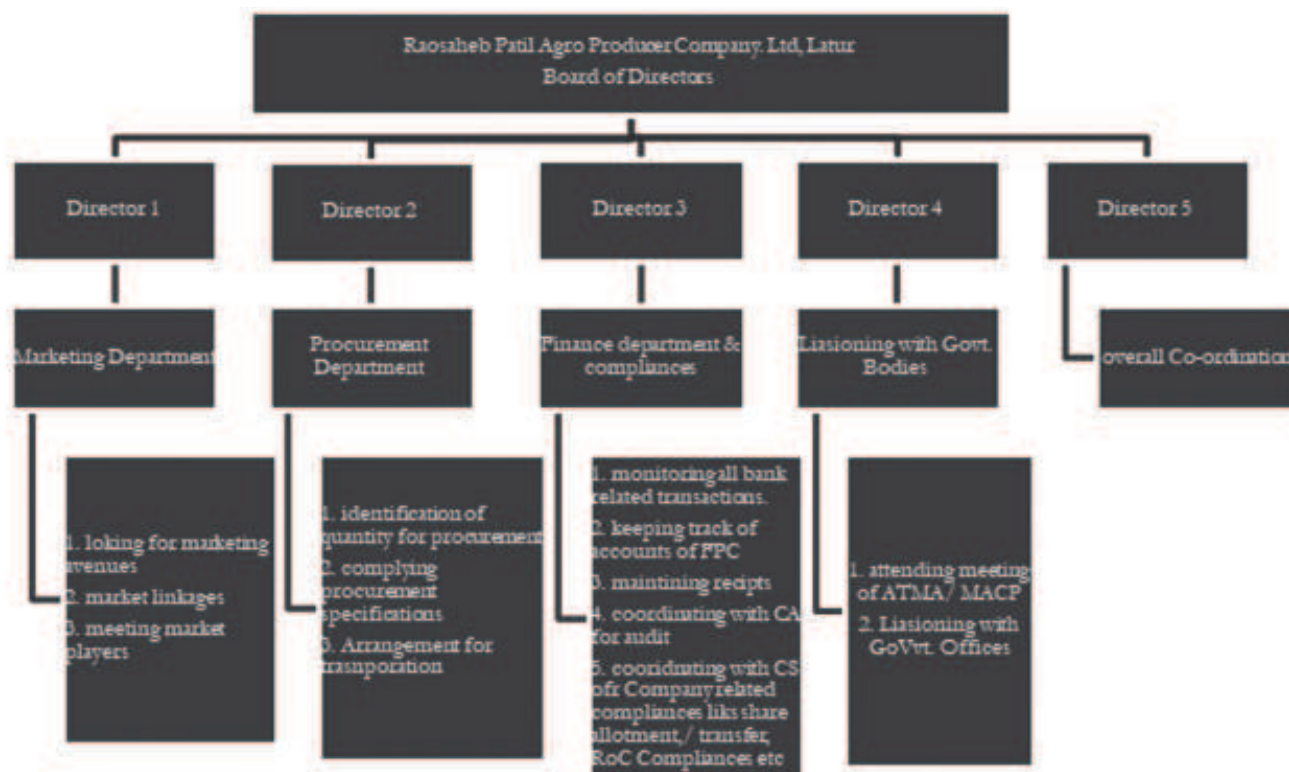 Raosaheb Patil Agro Producer Company. Ltd, Latur
Board of Directors
Director 1
Director 2
Director 3
Director 4
Director 5
Marketing Department
Procurement
Department
Finance department &
compliances
Liasioning with Govt.
Bodies
overall Co-ordination
1. loking for marketing
avenues
2. market linkages
3. meeting market
players
1. identification of
quantity for procurement
2. complying
procurement
specifications
3. Arrangement for
trasnporation
1. monitoring all bank
related transactions.
2. keeping track of
accounts of FPC
3. maintining recipts
4. coordinating with CA
for audit
5. cooridnating with CS
ofr Company related
compliances liks share
allotment,/ transfer,
RoC Compliances etc
1. attending meeting
of ATMA/ MACP
2. Liasioning with
GoVvt. Offices